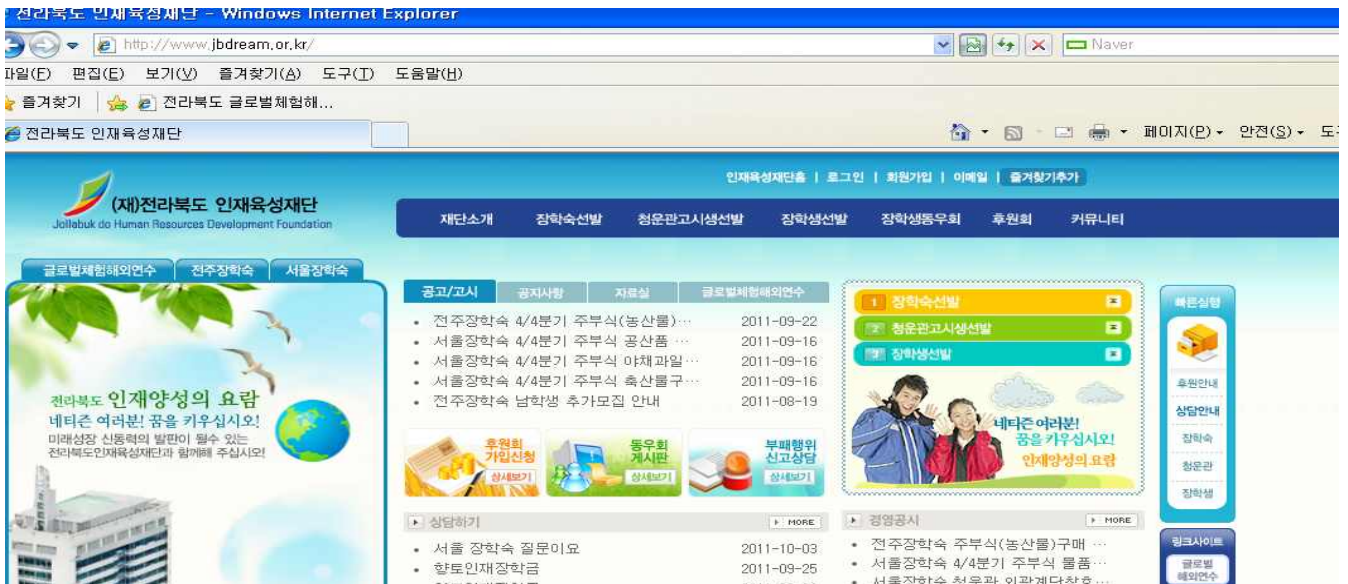 전라북도 인재육성재단 - Windows Internet Explorer
http://www.jbdream.or.kr/
Naver
파일(F) 편집(E) 보기(V) 즐겨찾기(A) 도구(T) 도움말(H)
즐겨찾기 전라북도 글로벌체험해...
전라북도 인재육성재단
페이지(P) 안전(S)
인재육성재단홈 | 로그인 | 회원가입 | 이메일 | 즐겨찾기추가
(재)전라북도 인재육성재단
Jollabuk do Human Resources Development Foundation
재단소개 장학숙선발 청운관고시생선발 장학생선발 장학생동우회 후원회 커뮤니티
글로벌체험해외연수 전주장학숙 서울장학숙
전라북도 인재양성의 요람
네티즌 여러분! 꿈을 키우십시오!
미래성장 신동력의 발판이 될수 있는
전라북도인재육성재단과 함께해 주십시오!
공고/고시 공지사항 자료실 글로벌체험해외연수
전주장학숙 4/4분기 주부식(농산물)… 2011-09-22
서울장학숙 4/4분기 주부식 공산품 … 2011-09-16
서울장학숙 4/4분기 주부식 야채과일… 2011-09-16
서울장학숙 4/4분기 주부식 축산물구… 2011-09-16
전주장학숙 남학생 추가모집 안내 2011-08-19
후원회
가입신청
상세보기
동우회
게시판
상세보기
부패행위
신고상담
상세보기
1 장학숙선발
2 청운관고시생선발
3 장학생선발
네티즌 여러분!
꿈을 키우십시오!
인재양성의 요람
빠른실행
후원안내
상담안내
장학숙
청운관
장학생
상담하기 MORE
서울 장학숙 질문이요 2011-10-03
향토인재장학금 2011-09-25
경영공시 MORE
전주장학숙 주부식(농산물)구매 …
서울장학숙 4/4분기 주부식 물품…
링크사이트
글로벌
해외연수